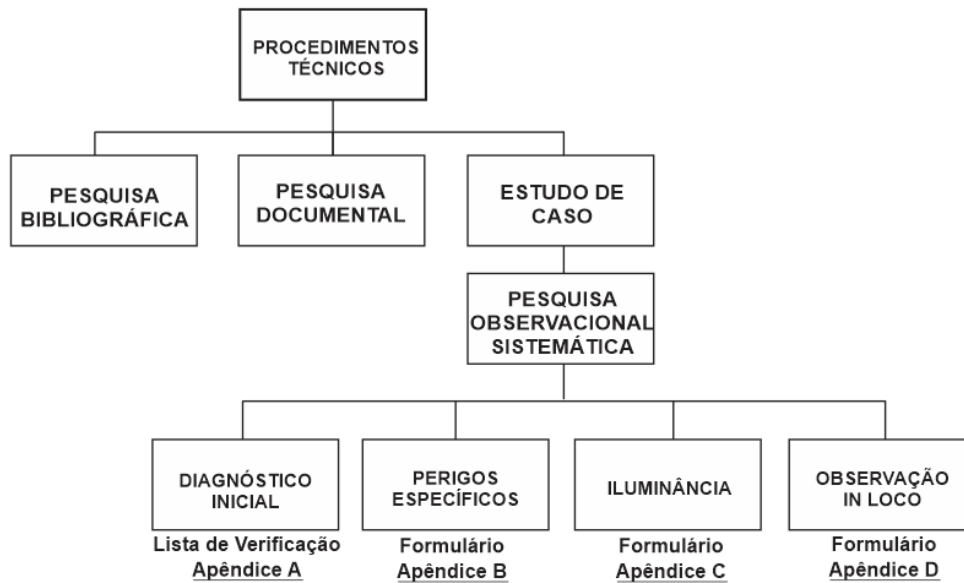 PROCEDIMENTOS
TÉCNICOS
PESQUISA
BIBLIOGRÁFICA
PESQUISA
DOCUMENTAL
ESTUDO DE
CASO
PESQUISA
OBSERVACIONAL
SISTEMÁTICA
DIAGNÓSTICO
INICIAL
Lista de Verificação
Apêndice A
PERIGOS
ESPECÍFICOS
Formulário
Apêndice B
ILUMINÂNCIA
Formulário
Apêndice C
OBSERVAÇÃO
IN LOCO
Formulário
Apêndice D